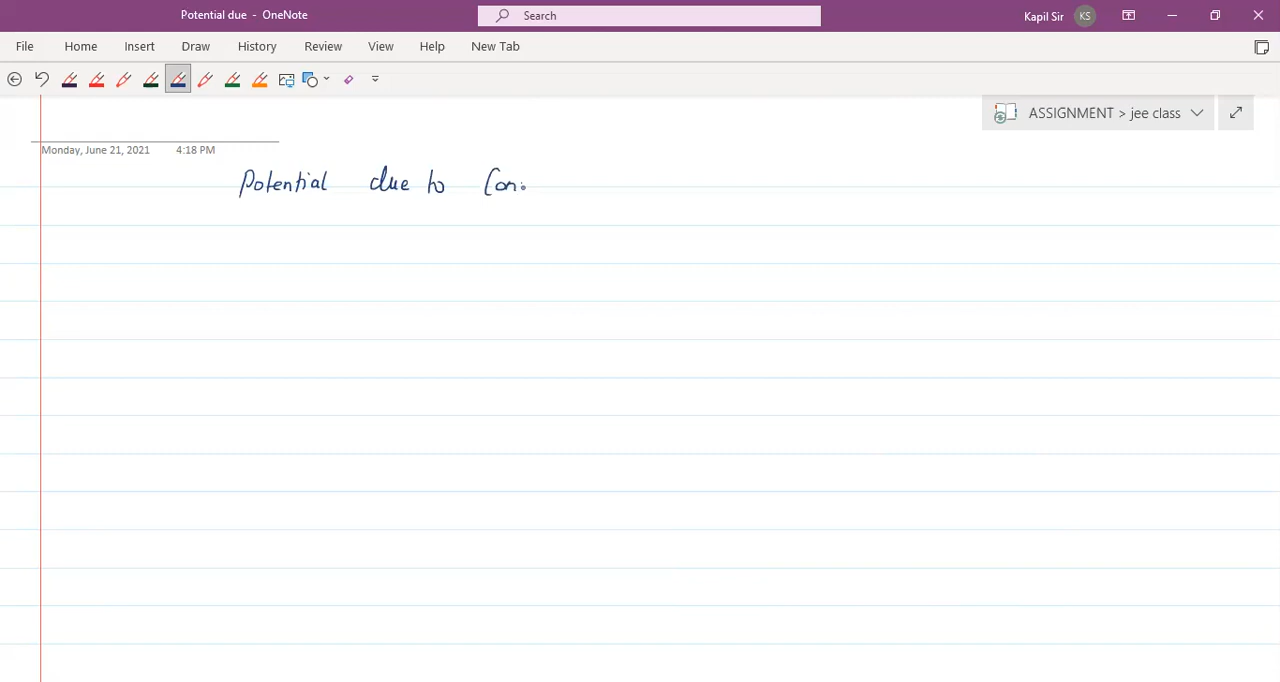 Potential due - OneNote
Search
Kapil Sir KS
File Home Insert Draw History Review View Help New Tab
ASSIGNMENT > jee class
Monday, June 21, 2021 4:18 PM
Potential due to Con